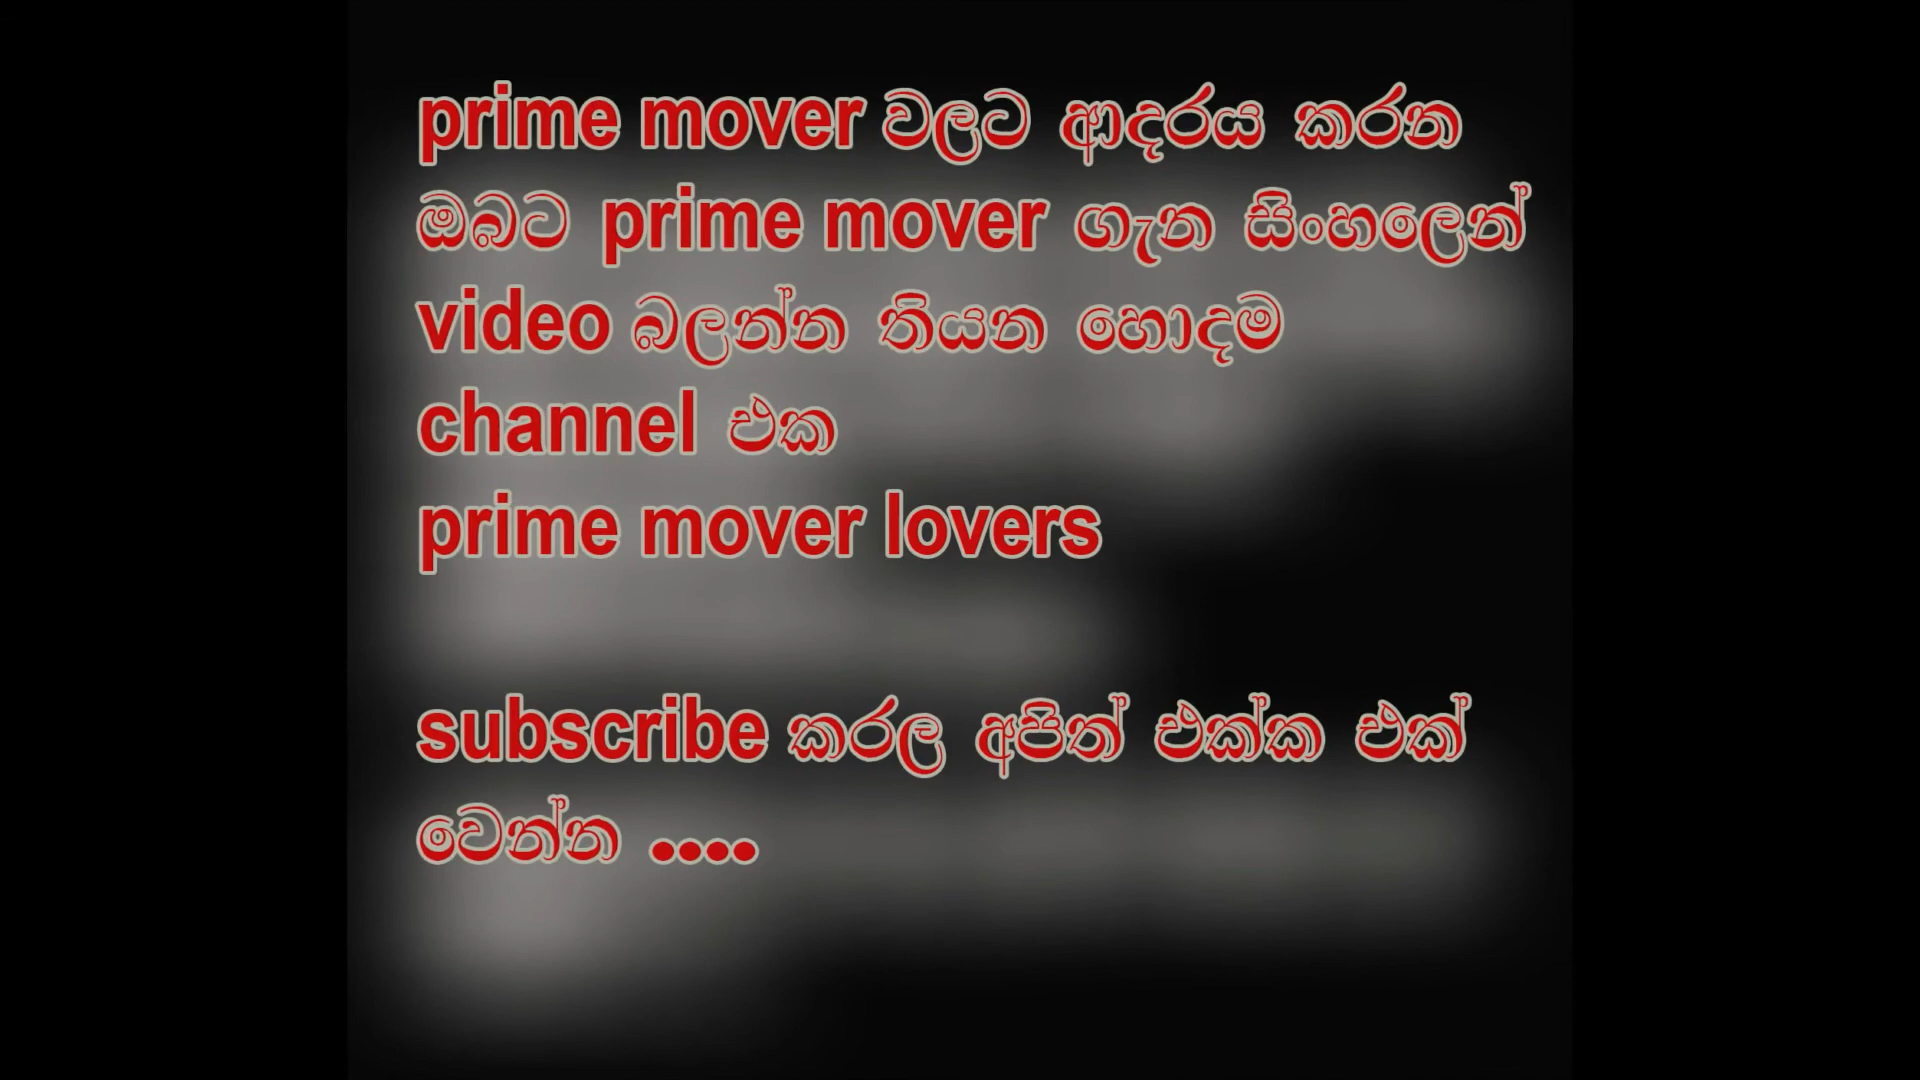 prime mover වලට ආදරය කරන
ඔබට prime mover ගැන සිංහලෙන්
video බලන්න තියන හොදම
channel එක
prime mover lovers
subscribe කරල අපිත් එක්ක එක්
වෙන්න ....